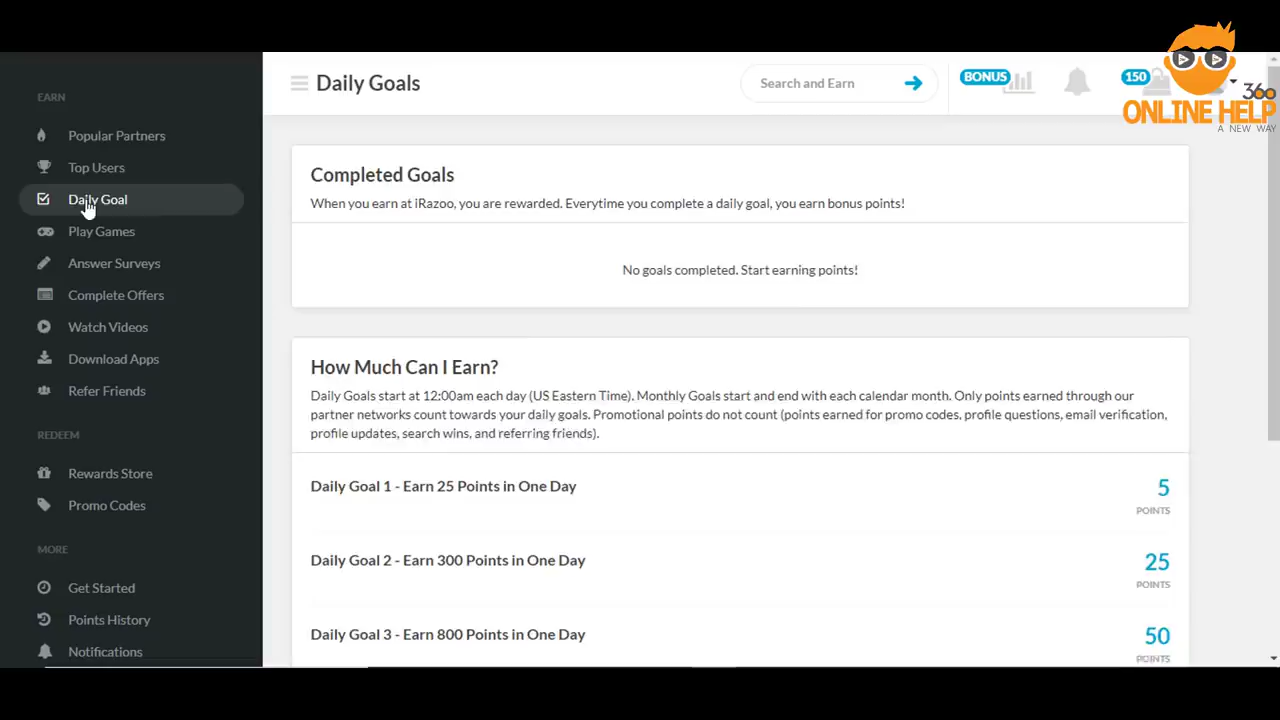 EARN
Popular Partners
Top Users
Daily Goal
Play Games
Answer Surveys
Complete Offers
Watch Videos
Download Apps
Refer Friends
REDEEM
Rewards Store
Promo Codes
MORE
Get Started
Points History
Notifications
Daily Goals
Search and Earn
BONUS
150
360
ONLINE HELP
A NEW WAY
Completed Goals
When you earn at iRazoo, you are rewarded. Everytime you complete a daily goal, you earn bonus points!
No goals completed. Start earning points!
How Much Can I Earn?
Daily Goals start at 12:00am each day (US Eastern Time). Monthly Goals start and end with each calendar month. Only points earned through our
partner networks count towards your daily goals. Promotional points do not count (points earned for promo codes, profile questions, email verification,
profile updates, search wins, and referring friends).
Daily Goal 1 - Earn 25 Points in One Day
5
POINTS
Daily Goal 2 - Earn 300 Points in One Day
25
POINTS
Daily Goal 3 - Earn 800 Points in One Day
50
POINTS